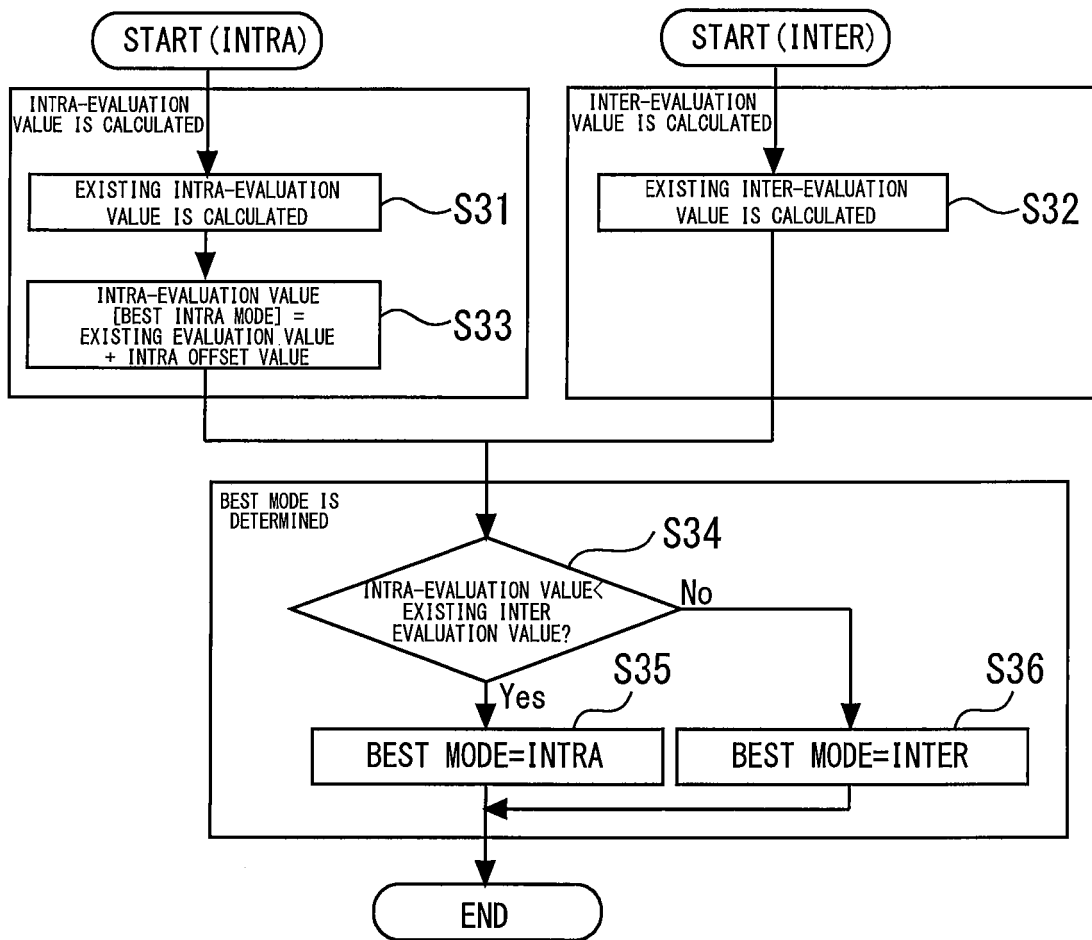 START(INTRA)
START(INTER)
INTRA-EVALUATION
VALUE IS CALCULATED
INTER-EVALUATION
VALUE IS CALCULATED
EXISTING INTRA-EVALUATION
VALUE IS CALCULATED
S31
EXISTING INTER-EVALUATION
VALUE IS CALCULATED
S32
INTRA-EVALUATION VALUE
[BEST INTRA MODE] =
EXISTING EVALUATION VALUE
+ INTRA OFFSET VALUE
S33
BEST MODE IS
DETERMINED
S34
INTRA-EVALUATION VALUE<
EXISTING INTER
EVALUATION VALUE?
No
Yes
S35
S36
BEST MODE=INTRA
BEST MODE=INTER
END